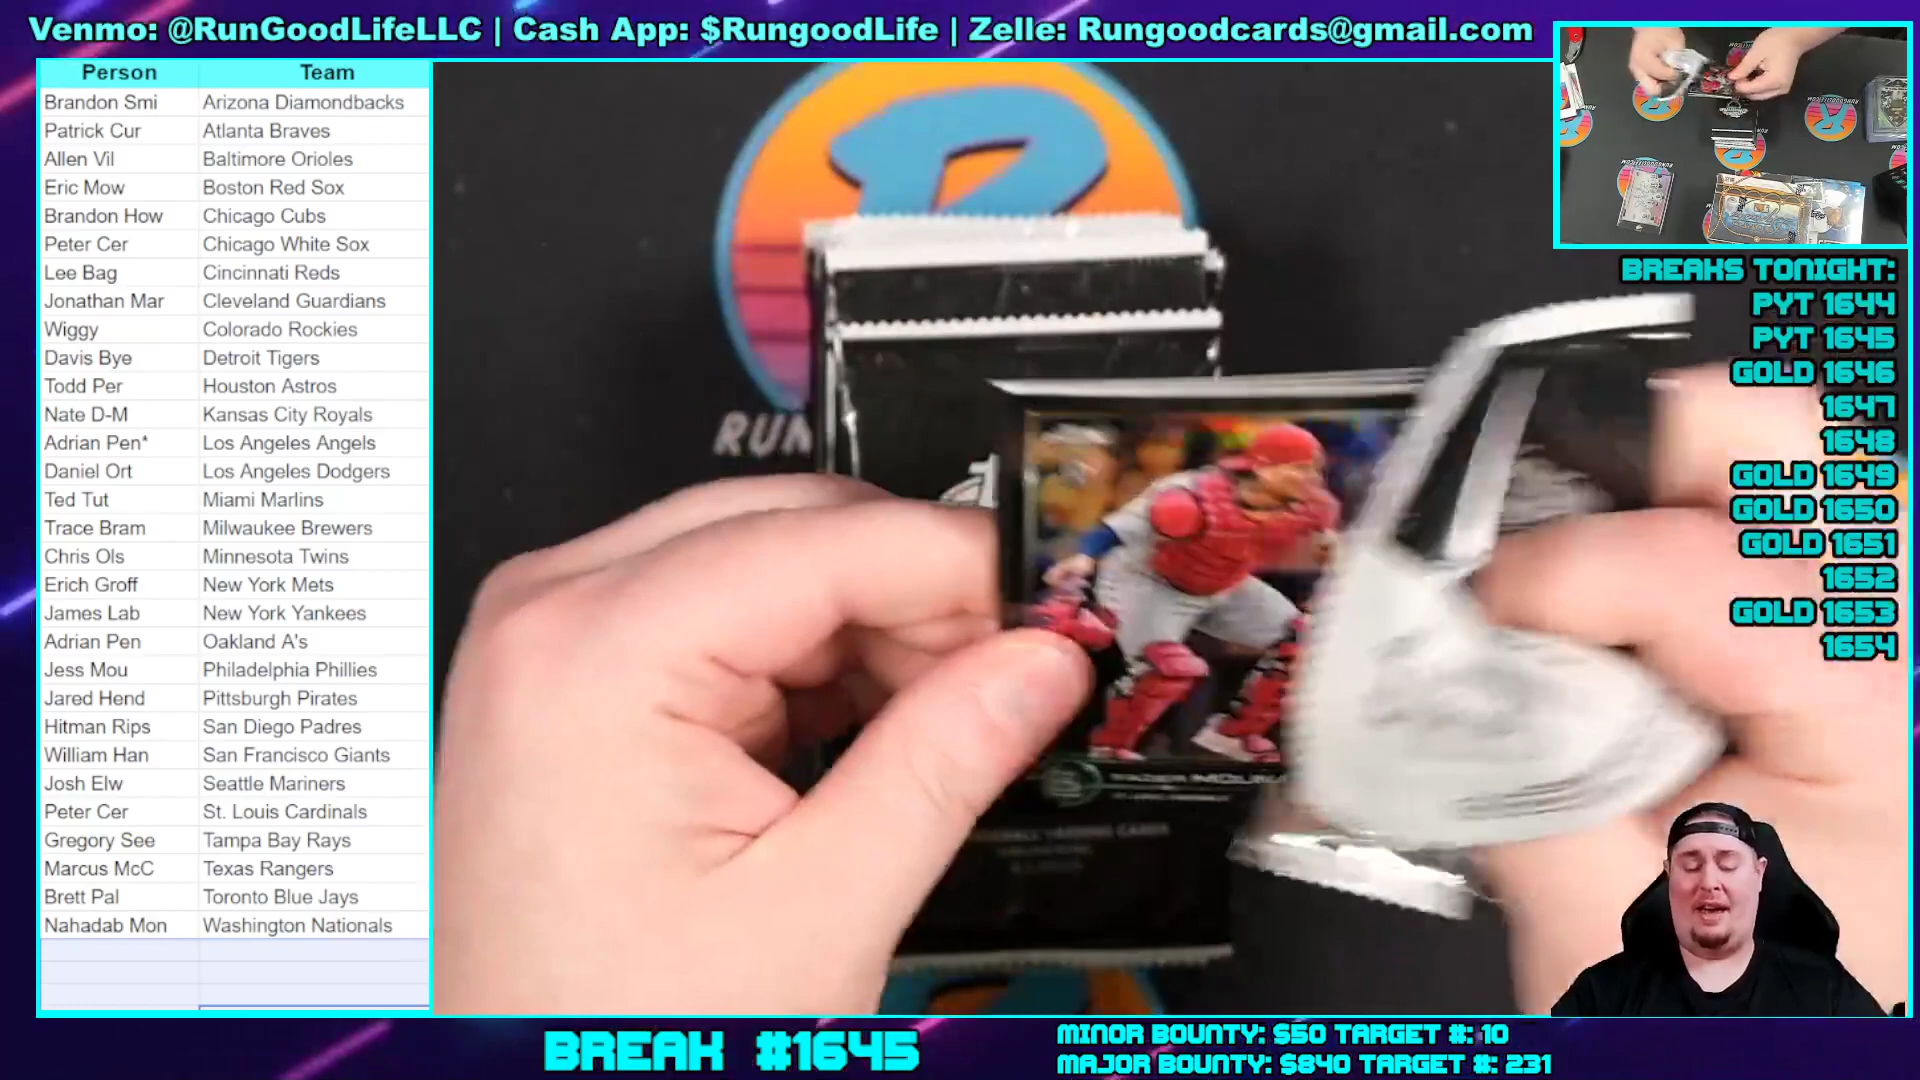 Venmo: @RunGoodLifeLLC | Cash App: $RungoodLife | Zelle: Rungoodcards@gmail.com
Person Team
Brandon Smi Arizona Diamondbacks
Patrick Cur Atlanta Braves
Allen Vil Baltimore Orioles
Eric Mow Boston Red Sox
Brandon How Chicago Cubs
Peter Cer Chicago White Sox
Lee Bag Cincinnati Reds
Jonathan Mar Cleveland Guardians
Wiggy Colorado Rockies
Davis Bye Detroit Tigers
Todd Per Houston Astros
Nate D-M Kansas City Royals
Adrian Pen* Los Angeles Angels
Daniel Ort Los Angeles Dodgers
Ted Tut Miami Marlins
Trace Bram Milwaukee Brewers
Chris Ols Minnesota Twins
Erich Groff New York Mets
James Lab New York Yankees
Adrian Pen Oakland A's
Jess Mou Philadelphia Phillies
Jared Hend Pittsburgh Pirates
Hitman Rips San Diego Padres
William Han San Francisco Giants
Josh Elw Seattle Mariners
Peter Cer St. Louis Cardinals
Gregory See Tampa Bay Rays
Marcus McC Texas Rangers
Brett Pal Toronto Blue Jays
Nahadab Mon Washington Nationals
RUN
BREAKS TONIGHT:
PYT 1644
PYT 1645
GOLD 1646
1647
1648
GOLD 1649
GOLD 1650
GOLD 1651
1652
GOLD 1653
1654
BREAK #1645
MINOR BOUNTY: $50 TARGET #: 10
MAJOR BOUNTY: $840 TARGET #: 231